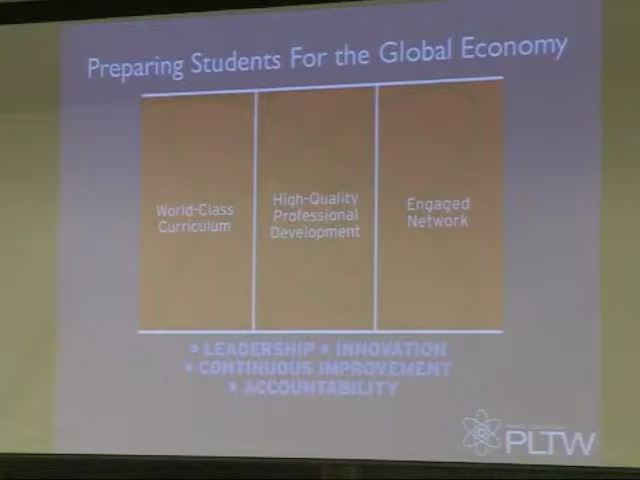 Preparing Students For the Global Economy
World-Class
Curriculum
High-Quality
Professional
Development
Engaged
Network
• LEADERSHIP • INNOVATION
• CONTINUOUS IMPROVEMENT
• ACCOUNTABILITY
PLTW